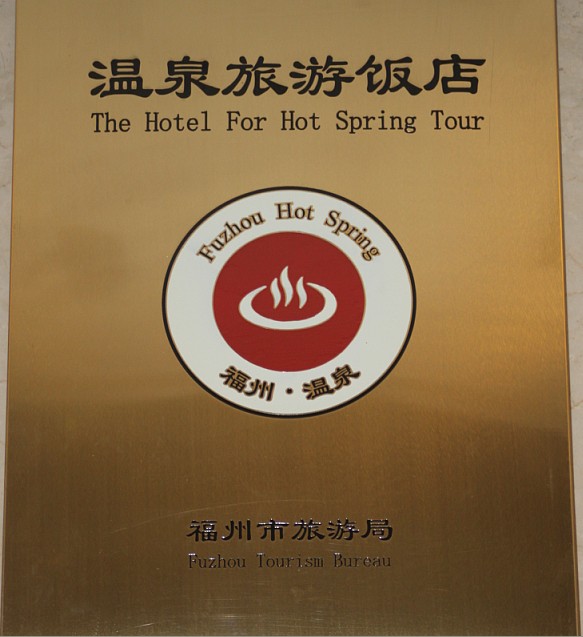 温泉旅游饭店
The Hotel For Hot Spring Tour
Fuzhou Hot Spring
福州·温泉
福州市旅游局
Fuzhou Tourism Bureau